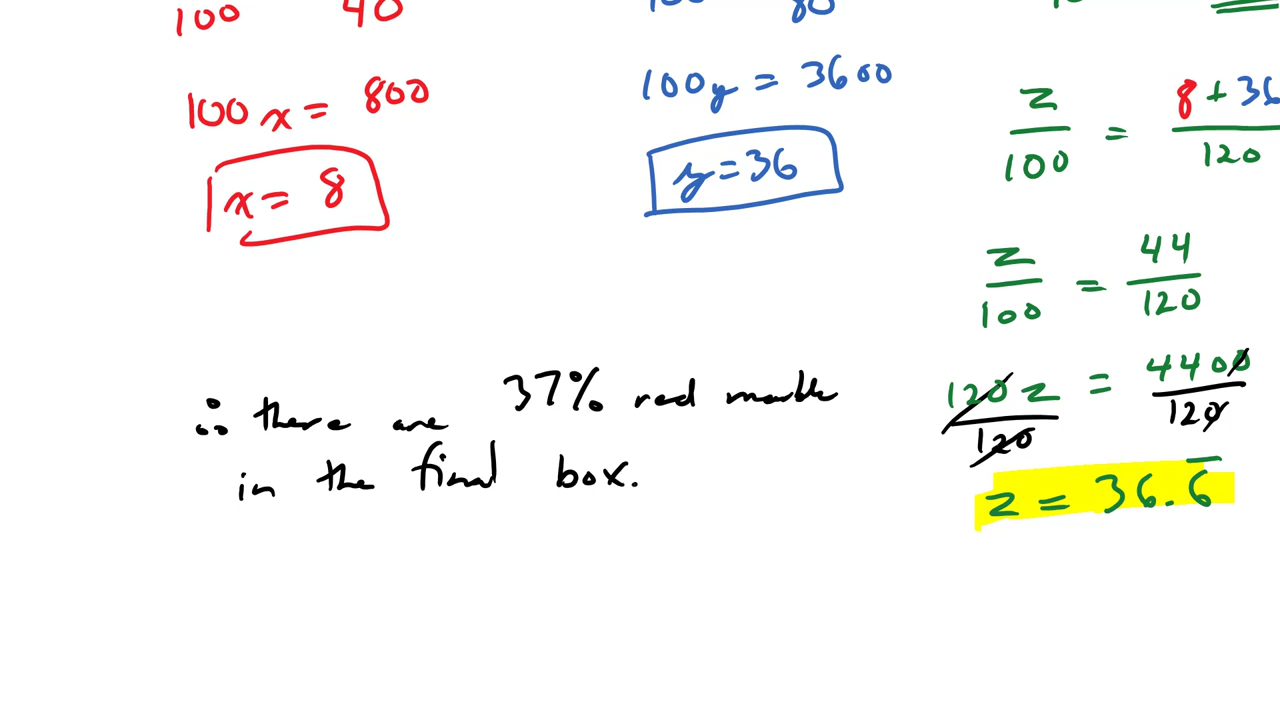 100 40
100x = 800
x = 8
100y = 3600
y = 36
z/100 = 8 + 36/120
z/100 = 44/120
120z/120 = 4400/120
z = 36.6̅
∴ there are 37% red marble
in the final box.